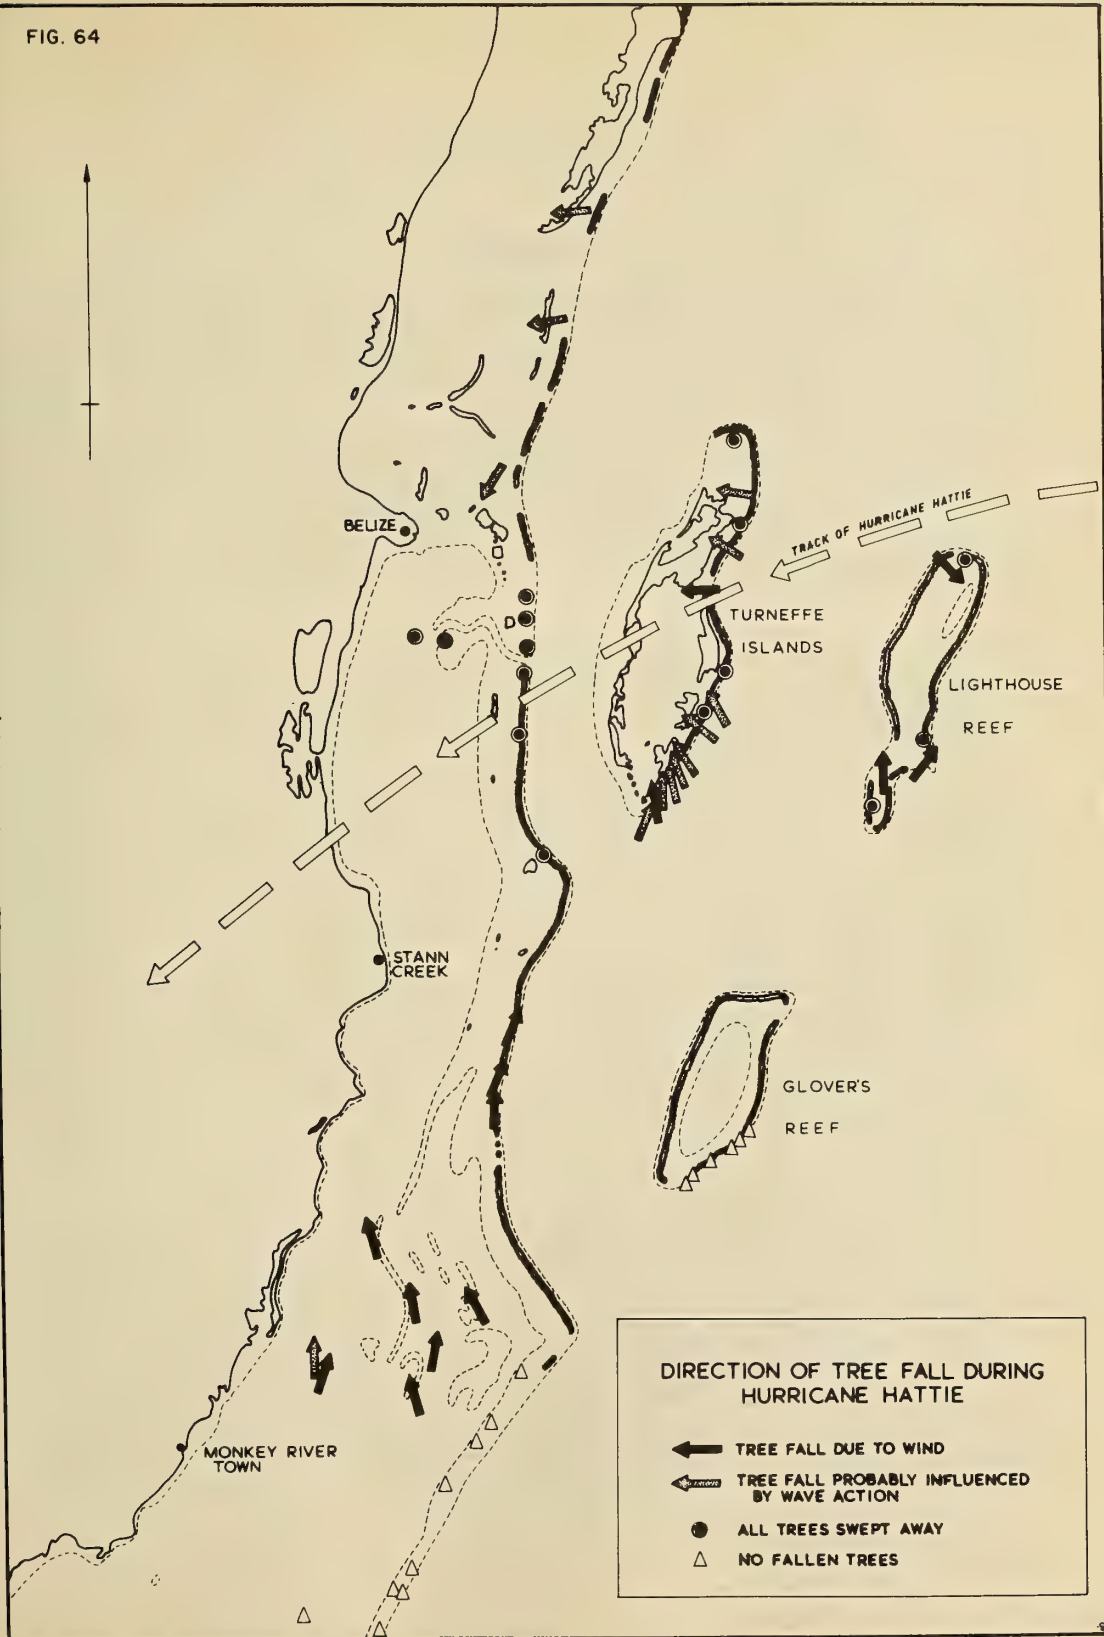 FIG. 64
BELIZE
TRACK OF HURRICANE HATTIE
TURNEFFE
ISLANDS
LIGHTHOUSE
REEF
STANN
CREEK
GLOVER'S
REEF
MONKEY RIVER
TOWN
DIRECTION OF TREE FALL DURING
HURRICANE HATTIE
TREE FALL DUE TO WIND
TREE FALL PROBABLY INFLUENCED
BY WAVE ACTION
ALL TREES SWEPT AWAY
NO FALLEN TREES